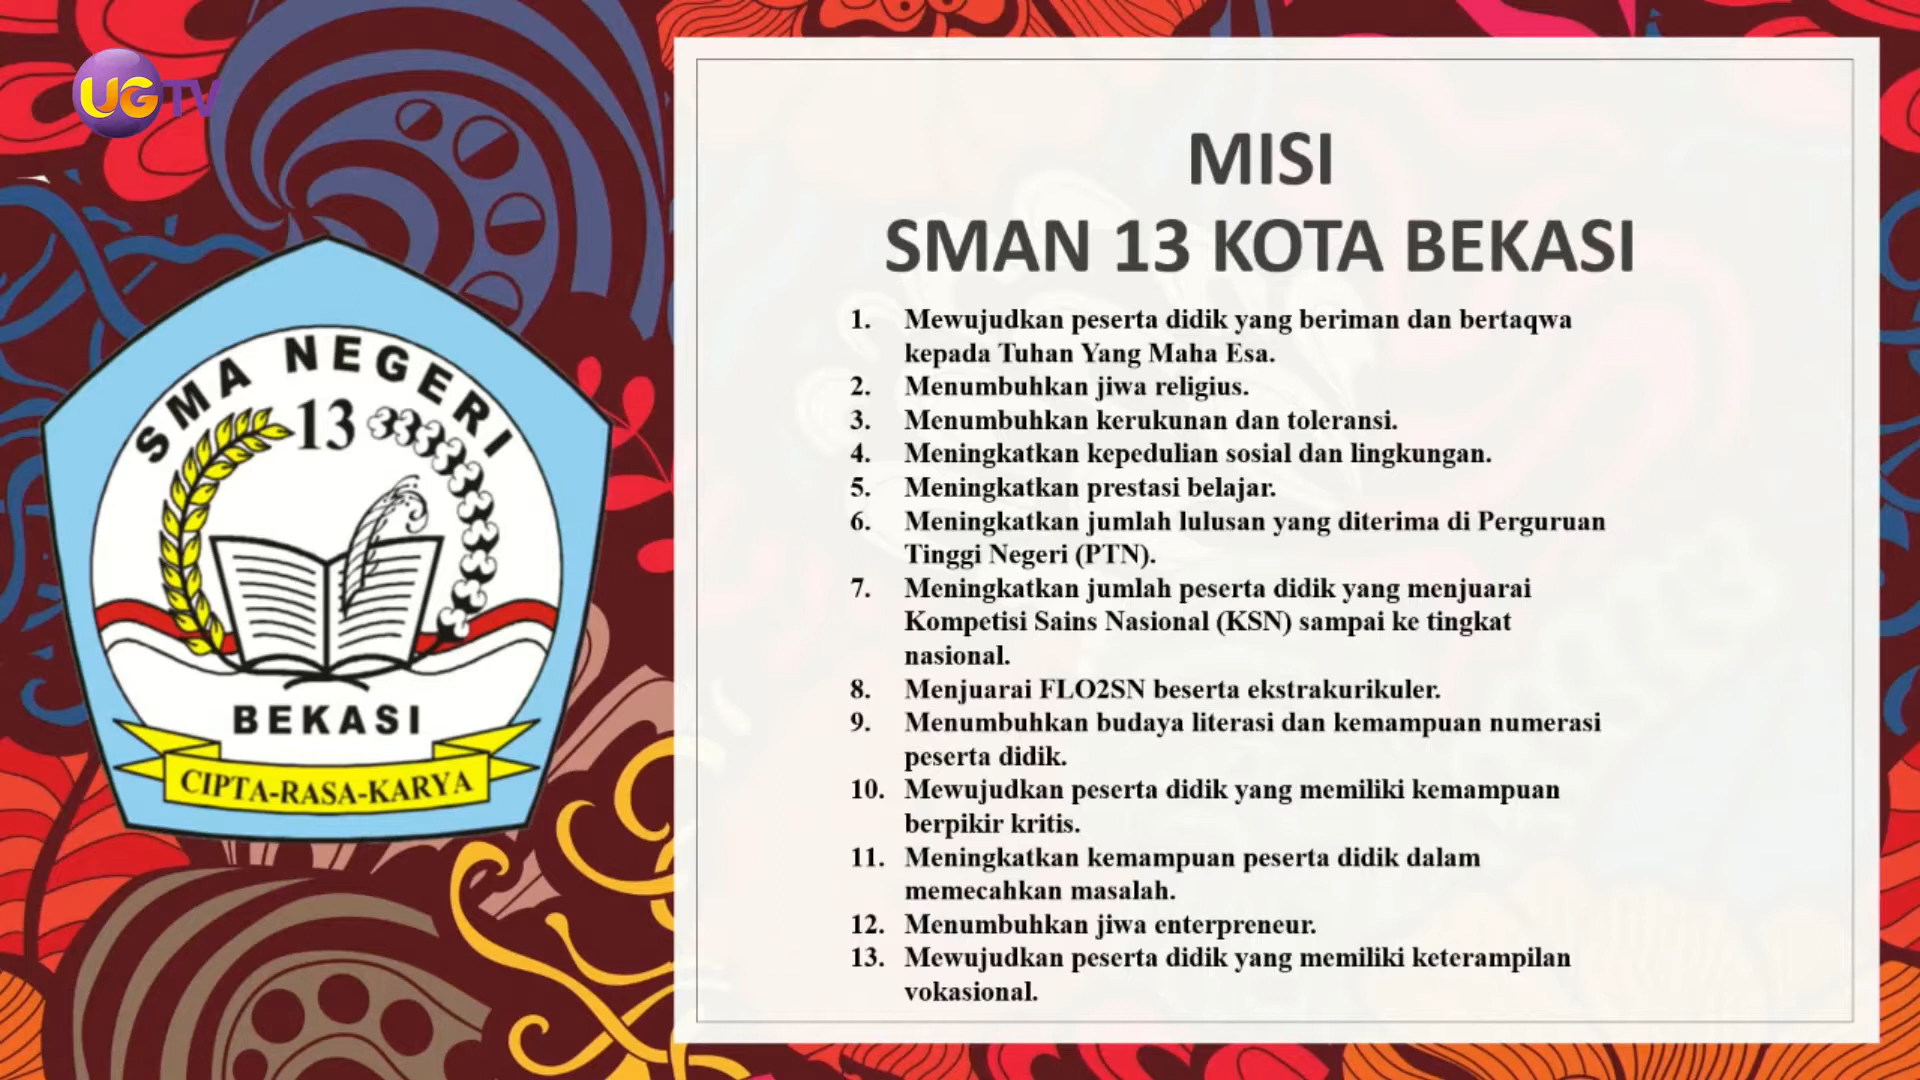 UGTV
SMA NEGERI
13
BEKASI
CIPTA-RASA-KARYA
MISI
SMAN 13 KOTA BEKASI
1. Mewujudkan peserta didik yang beriman dan bertaqwa
kepada Tuhan Yang Maha Esa.
2. Menumbuhkan jiwa religius.
3. Menumbuhkan kerukunan dan toleransi.
4. Meningkatkan kepedulian sosial dan lingkungan.
5. Meningkatkan prestasi belajar.
6. Meningkatkan jumlah lulusan yang diterima di Perguruan
Tinggi Negeri (PTN).
7. Meningkatkan jumlah peserta didik yang menjuarai
Kompetisi Sains Nasional (KSN) sampai ke tingkat
nasional.
8. Menjuarai FLO2SN beserta ekstrakurikuler.
9. Menumbuhkan budaya literasi dan kemampuan numerasi
peserta didik.
10. Mewujudkan peserta didik yang memiliki kemampuan
berpikir kritis.
11. Meningkatkan kemampuan peserta didik dalam
memecahkan masalah.
12. Menumbuhkan jiwa enterpreneur.
13. Mewujudkan peserta didik yang memiliki keterampilan
vokasional.